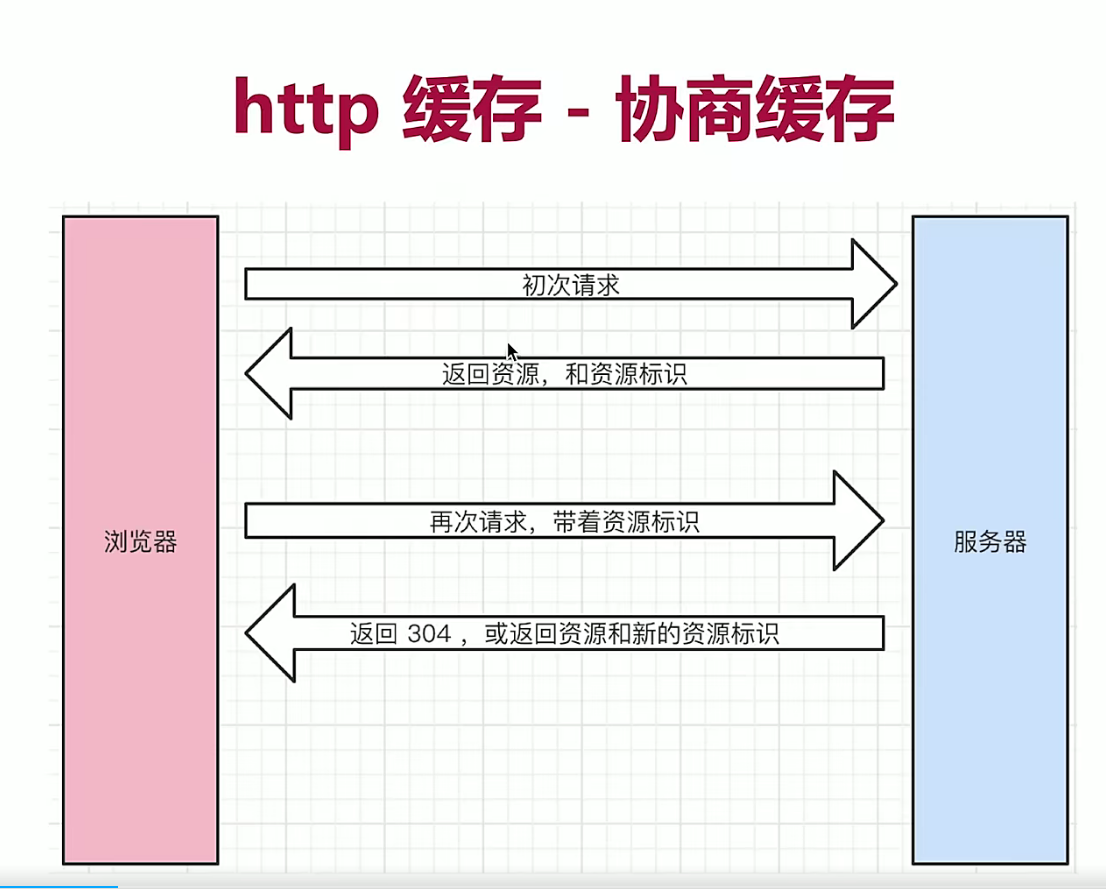 http 缓存 - 协商缓存
初次请求
返回资源，和资源标识
再次请求，带着资源标识
浏览器
服务器
返回 304 ，或返回资源和新的资源标识